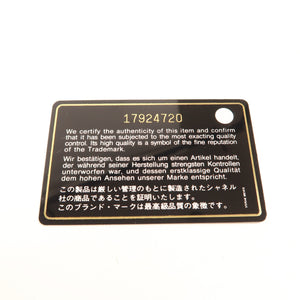 17924720
We certify the authenticity of this item and confirm
that it has been subjected to the most exacting quality
control. Its high quality is a symbol of the fine reputation
of the Trademark.
Wir bestätigen, dass es sich um einen Artikel handelt,
der während seiner Herstellung strengsten Kontrollen
unterworfen war, und dessen erstklassige Qualität
dem hohen Ansehen unserer Marke entspricht.
この製品は厳しい管理のもとに製造されたシャネル
社の商品であることを証明いたします。
このブランド・マークは最高級品質の象徴です。